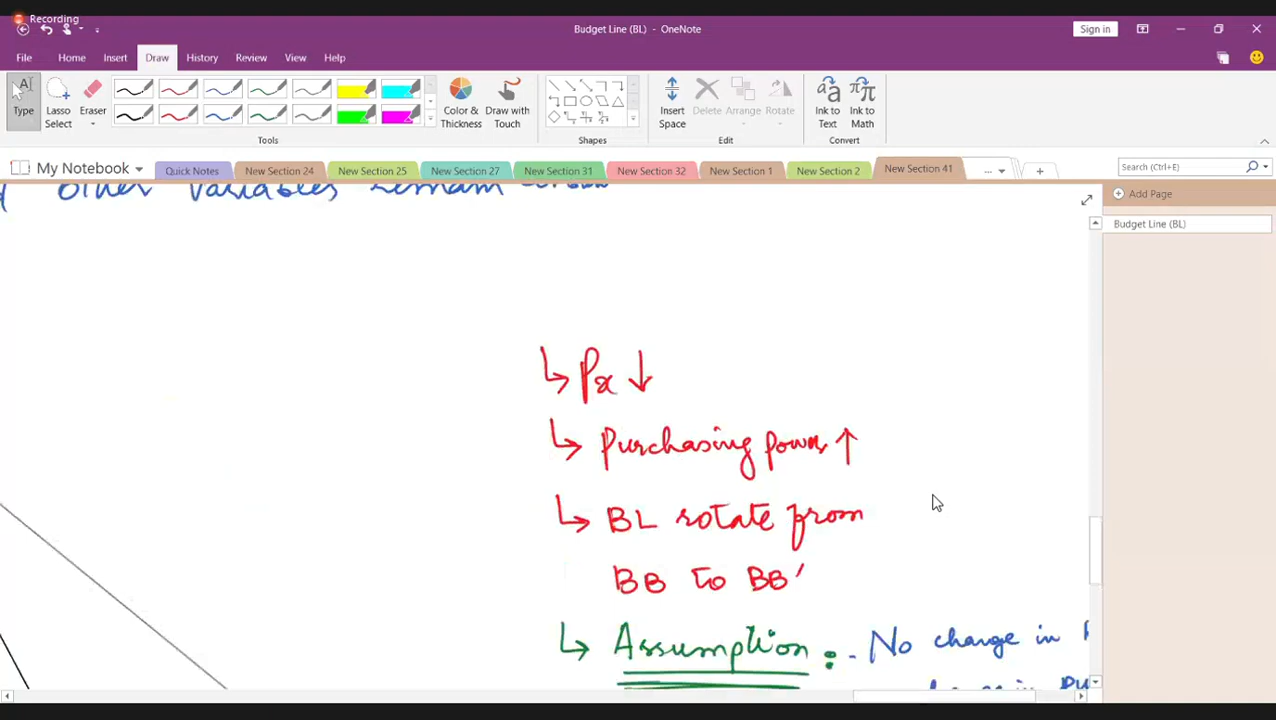 Recording
Budget Line (BL) - OneNote
Sign in
File Home Insert Draw History Review View Help
Type
Lasso Select
Eraser
Color & Thickness
Draw with Touch
Insert Space
Delete
Arrange
Rotate
Ink to Text
Ink to Math
Tools
Shapes
Edit
Convert
My Notebook
Quick Notes
New Section 24
New Section 25
New Section 27
New Section 31
New Section 32
New Section 1
New Section 2
New Section 41
...
Search (Ctrl+E)
Add Page
Budget Line (BL)
other variables remain
↳ Px ↓
↳ Purchasing power ↑
↳ BL rotate from
BB to BB'
↳ Assumption :- No change in